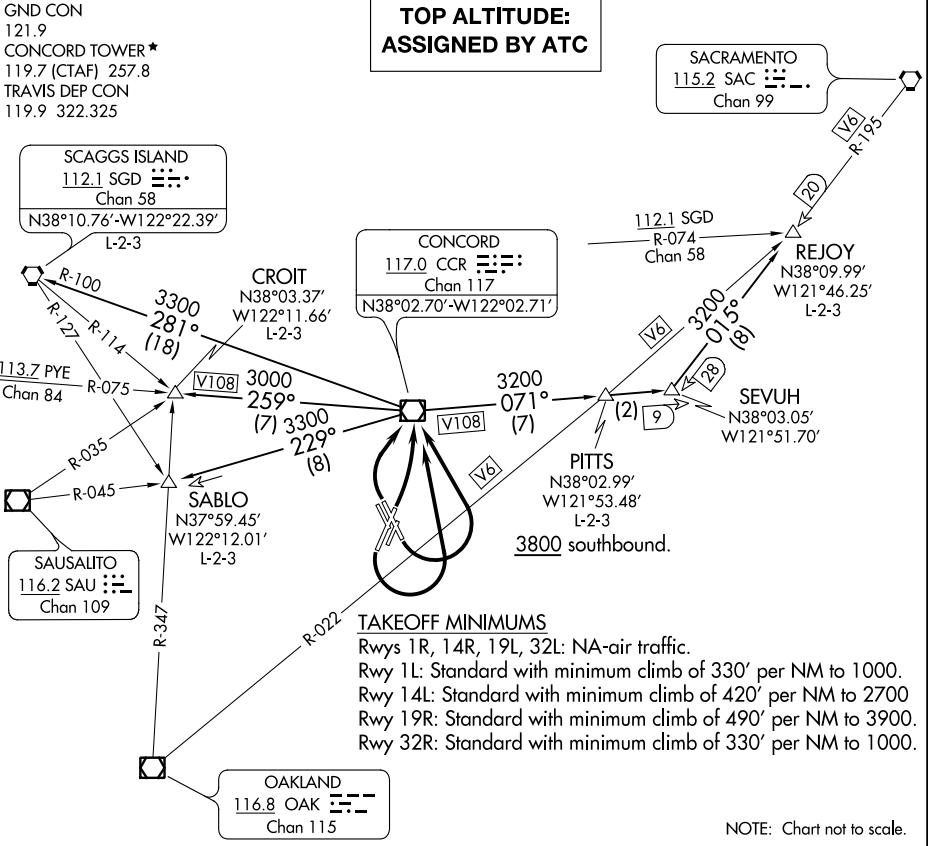 GND CON
121.9
CONCORD TOWER★
119.7 (CTAF) 257.8
TRAVIS DEP CON
119.9 322.325
TOP ALTITUDE:
ASSIGNED BY ATC
SACRAMENTO
115.2 SAC
Chan 99
V6
R-195
20
SCAGGS ISLAND
112.1 SGD
Chan 58
N38°10.76′-W122°22.39′
L-2-3
CONCORD
117.0 CCR
Chan 117
N38°02.70′-W122°02.71′
112.1 SGD
R-074
Chan 58
REJOY
N38°09.99′
W121°46.25′
L-2-3
CROIT
N38°03.37′
W122°11.66′
L-2-3
R-100
R-127
R-114
3300
281°
(18)
113.7 PYE
Chan 84
R-075
V108
3000
259°
(7)
3300
229°
(8)
3200
071°
(7)
V108
V6
3200
015°
(8)
(2)
9
28
SEVUH
N38°03.05′
W121°51.70′
PITTS
N38°02.99′
W121°53.48′
L-2-3
3800 southbound.
V6
R-035
R-045
SABLO
N37°59.45′
W122°12.01′
L-2-3
SAUSALITO
116.2 SAU
Chan 109
R-347
R-022
TAKEOFF MINIMUMS
Rwys 1R, 14R, 19L, 32L: NA-air traffic.
Rwy 1L: Standard with minimum climb of 330′ per NM to 1000.
Rwy 14L: Standard with minimum climb of 420′ per NM to 2700
Rwy 19R: Standard with minimum climb of 490′ per NM to 3900.
Rwy 32R: Standard with minimum climb of 330′ per NM to 1000.
OAKLAND
116.8 OAK
Chan 115
NOTE: Chart not to scale.